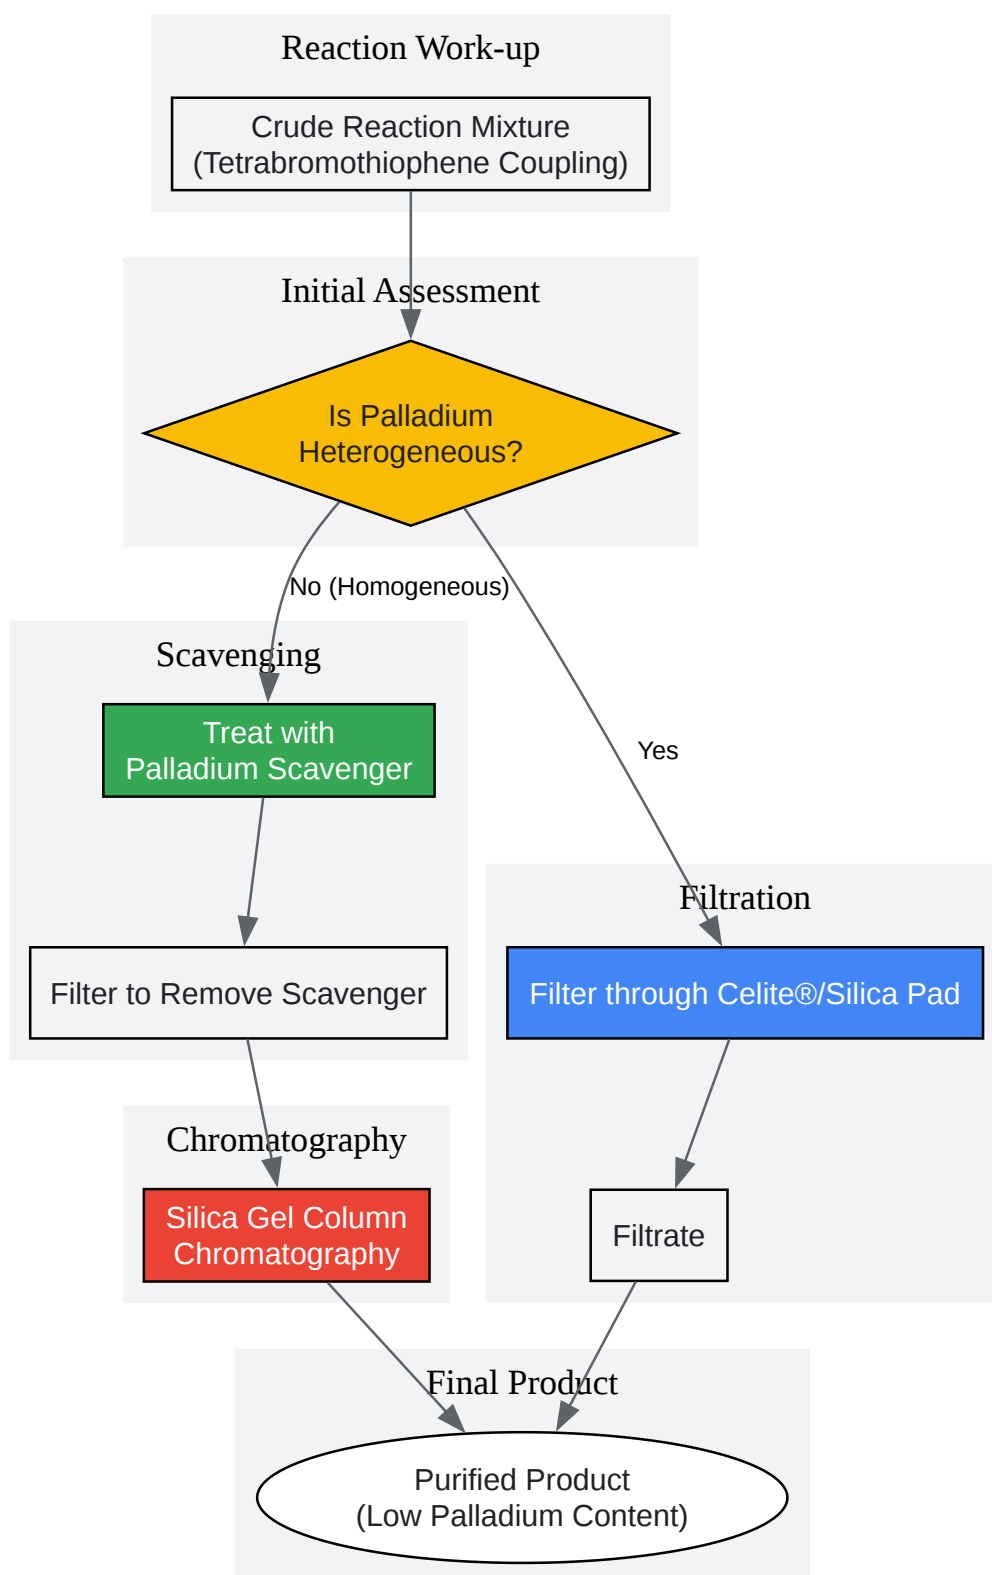 Reaction Work-up
Crude Reaction Mixture
(Tetrabromothiophene Coupling)
Initial Assessment
Is Palladium
Heterogeneous?
No (Homogeneous)
Scavenging
Treat with
Palladium Scavenger
Yes
Filtration
Filter to Remove Scavenger
Filter through Celite®/Silica Pad
Chromatography
Silica Gel Column
Chromatography
Filtrate
Final Product
Purified Product
(Low Palladium Content)